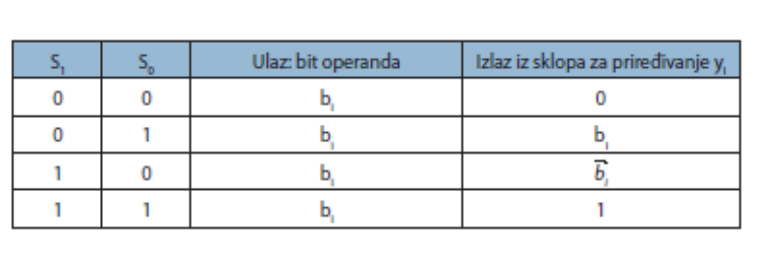 S₁ S₀ Ulaz: bit operanda Izlaz iz sklopa za priređivanje yᵢ
0 0 bᵢ 0
0 1 bᵢ bᵢ
1 0 bᵢ b̅ᵢ
1 1 bᵢ 1